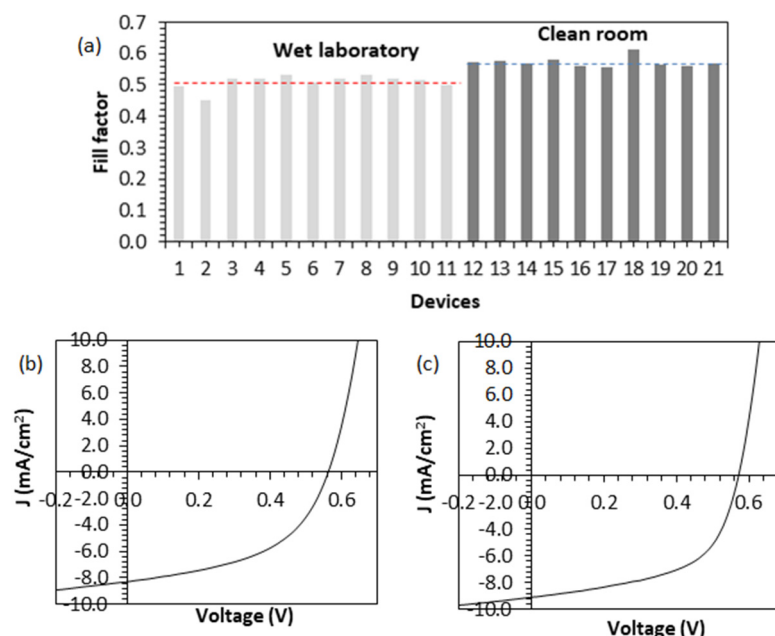 (a)
Fill factor
0.7
0.6
0.5
0.4
0.3
0.2
0.1
0.0
Wet laboratory
Clean room
1 2 3 4 5 6 7 8 9 10 11 12 13 14 15 16 17 18 19 20 21
Devices
(b)
J (mA/cm²)
10.0
8.0
6.0
4.0
2.0
0.0
-0.2 -2.0 0.0 0.2 0.4 0.6
-4.0
-6.0
-8.0
-10.0
Voltage (V)
(c)
J (mA/cm²)
10.0
8.0
6.0
4.0
2.0
0.0
-0.2 -2.0 0.0 0.2 0.4 0.6
-4.0
-6.0
-8.0
-10.0
Voltage (V)